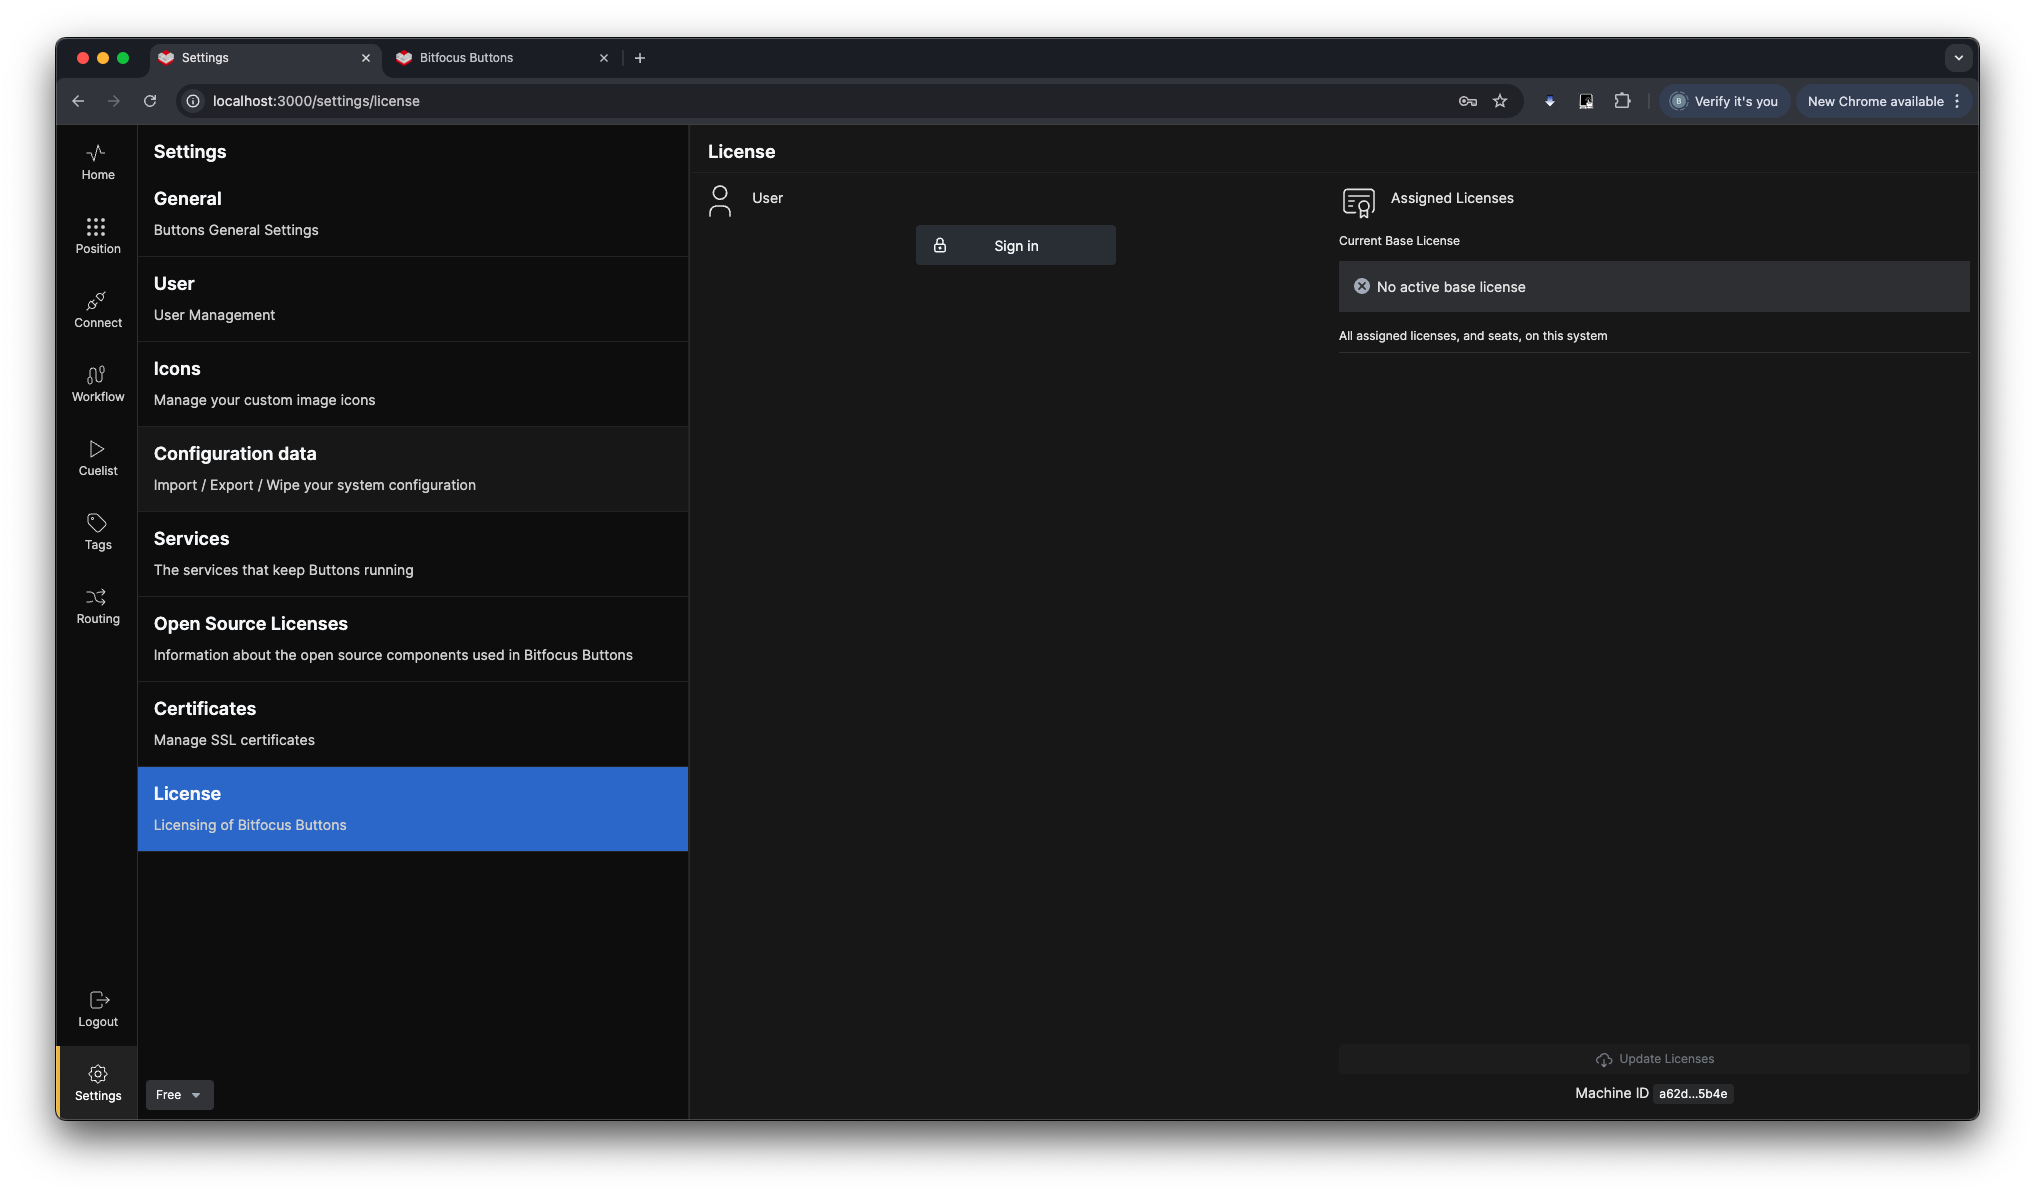 Settings
Bitfocus Buttons
localhost:3000/settings/license
B
Verify it's you
New Chrome available
Home
Position
Connect
Workflow
Cuelist
Tags
Routing
Logout
Settings
Settings
General
Buttons General Settings
User
User Management
Icons
Manage your custom image icons
Configuration data
Import / Export / Wipe your system configuration
Services
The services that keep Buttons running
Open Source Licenses
Information about the open source components used in Bitfocus Buttons
Certificates
Manage SSL certificates
License
Licensing of Bitfocus Buttons
Free
License
User
Sign in
Assigned Licenses
Current Base License
No active base license
All assigned licenses, and seats, on this system
Update Licenses
Machine ID a62d...5b4e